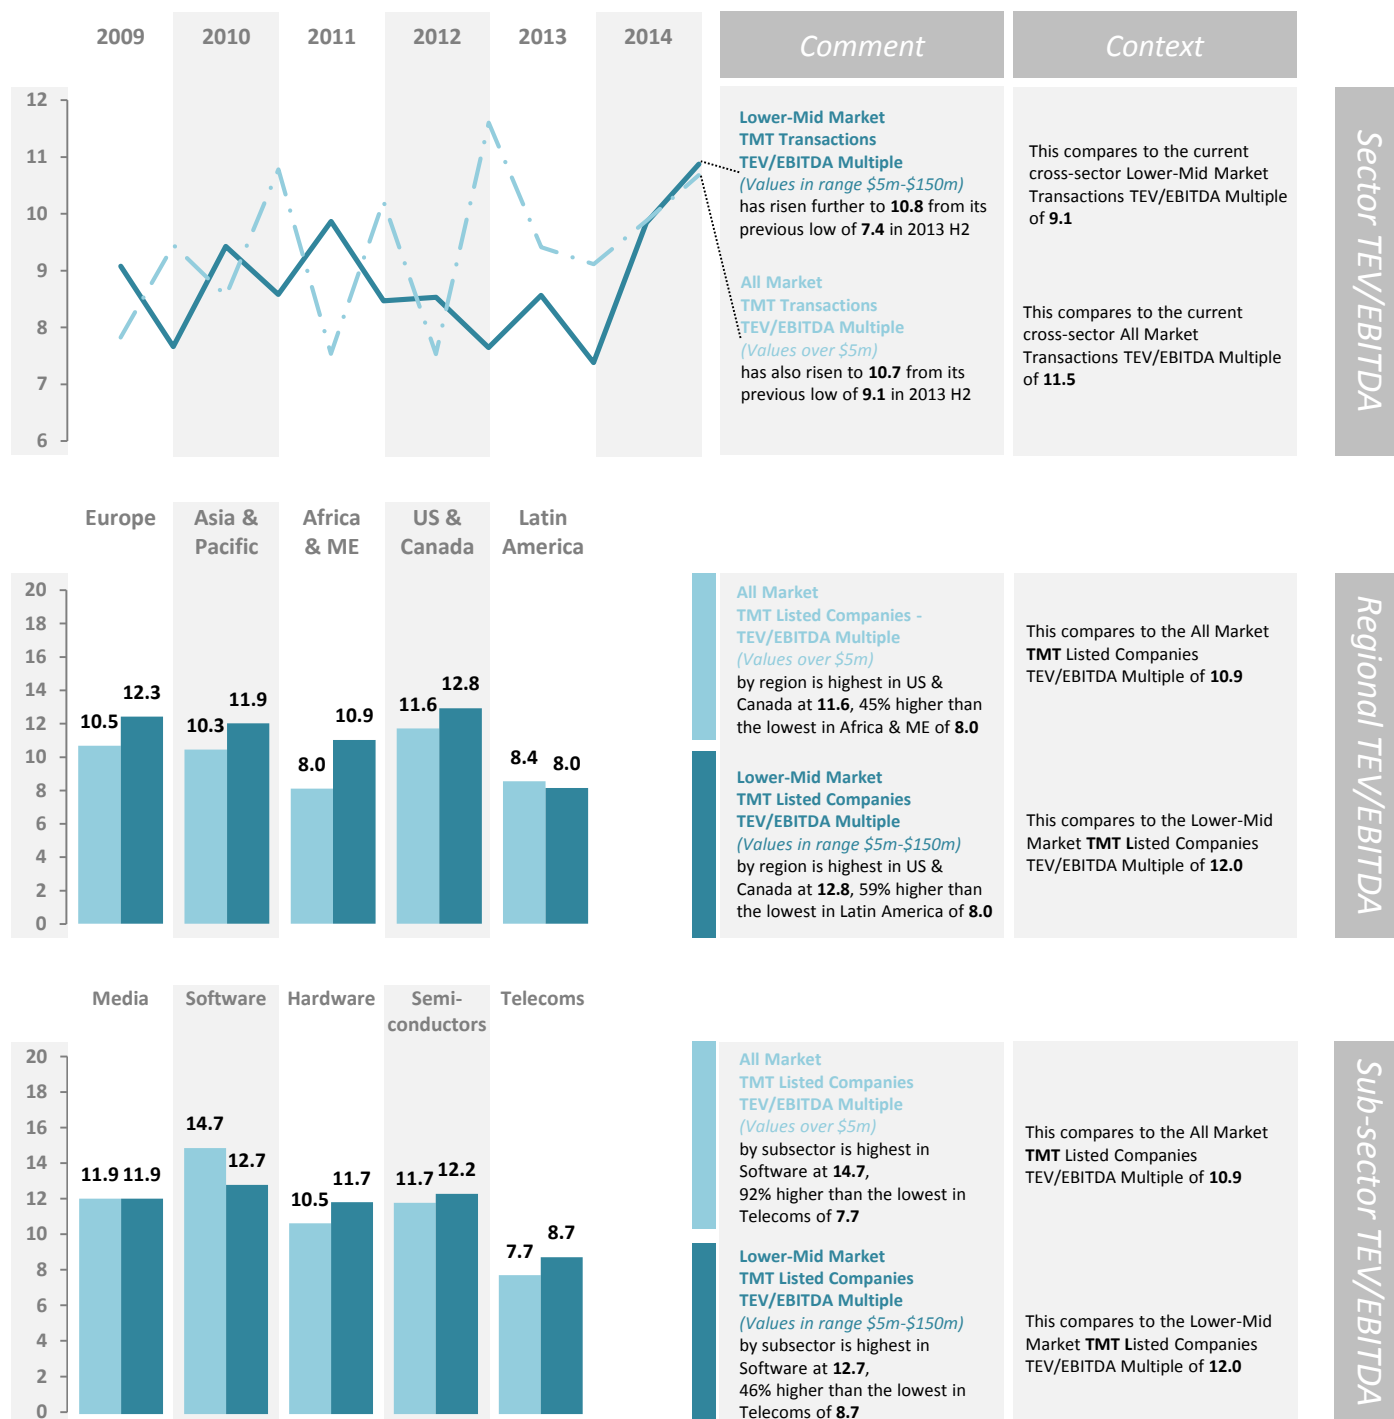 2009 2010 2011 2012 2013 2014
Comment
Context
12
11
10
9
8
7
6
Lower-Mid Market
TMT Transactions
TEV/EBITDA Multiple
(Values in range $5m-$150m)
has risen further to 10.8 from its
previous low of 7.4 in 2013 H2
All Market
TMT Transactions
TEV/EBITDA Multiple
(Values over $5m)
has also risen to 10.7 from its
previous low of 9.1 in 2013 H2
This compares to the current
cross-sector Lower-Mid Market
Transactions TEV/EBITDA Multiple
of 9.1
This compares to the current
cross-sector All Market
Transactions TEV/EBITDA Multiple
of 11.5
Sector TEV/EBITDA
Europe
Asia &
Pacific
Africa
& ME
US &
Canada
Latin
America
20
18
16
14
12
10
8
6
4
2
0
10.5 12.3
10.3 11.9
8.0 10.9
11.6 12.8
8.4 8.0
All Market
TMT Listed Companies -
TEV/EBITDA Multiple
(Values over $5m)
by region is highest in US &
Canada at 11.6, 45% higher than
the lowest in Africa & ME of 8.0
Lower-Mid Market
TMT Listed Companies
TEV/EBITDA Multiple
(Values in range $5m-$150m)
by region is highest in US &
Canada at 12.8, 59% higher than
the lowest in Latin America of 8.0
This compares to the All Market
TMT Listed Companies
TEV/EBITDA Multiple of 10.9
This compares to the Lower-Mid
Market TMT Listed Companies
TEV/EBITDA Multiple of 12.0
Regional TEV/EBITDA
Media
Software
Hardware
Semi-
conductors
Telecoms
20
18
16
14
12
10
8
6
4
2
0
11.9 11.9
14.7 12.7
10.5 11.7
11.7 12.2
7.7 8.7
All Market
TMT Listed Companies
TEV/EBITDA Multiple
(Values over $5m)
by subsector is highest in
Software at 14.7,
92% higher than the lowest in
Telecoms of 7.7
Lower-Mid Market
TMT Listed Companies
TEV/EBITDA Multiple
(Values in range $5m-$150m)
by subsector is highest in
Software at 12.7,
46% higher than the lowest in
Telecoms of 8.7
This compares to the All Market
TMT Listed Companies
TEV/EBITDA Multiple of 10.9
This compares to the Lower-Mid
Market TMT Listed Companies
TEV/EBITDA Multiple of 12.0
Sub-sector TEV/EBITDA